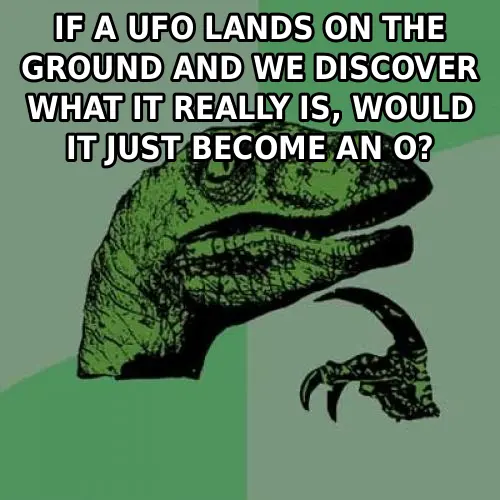 IF A UFO LANDS ON THE
GROUND AND WE DISCOVER
WHAT IT REALLY IS, WOULD
IT JUST BECOME AN O?